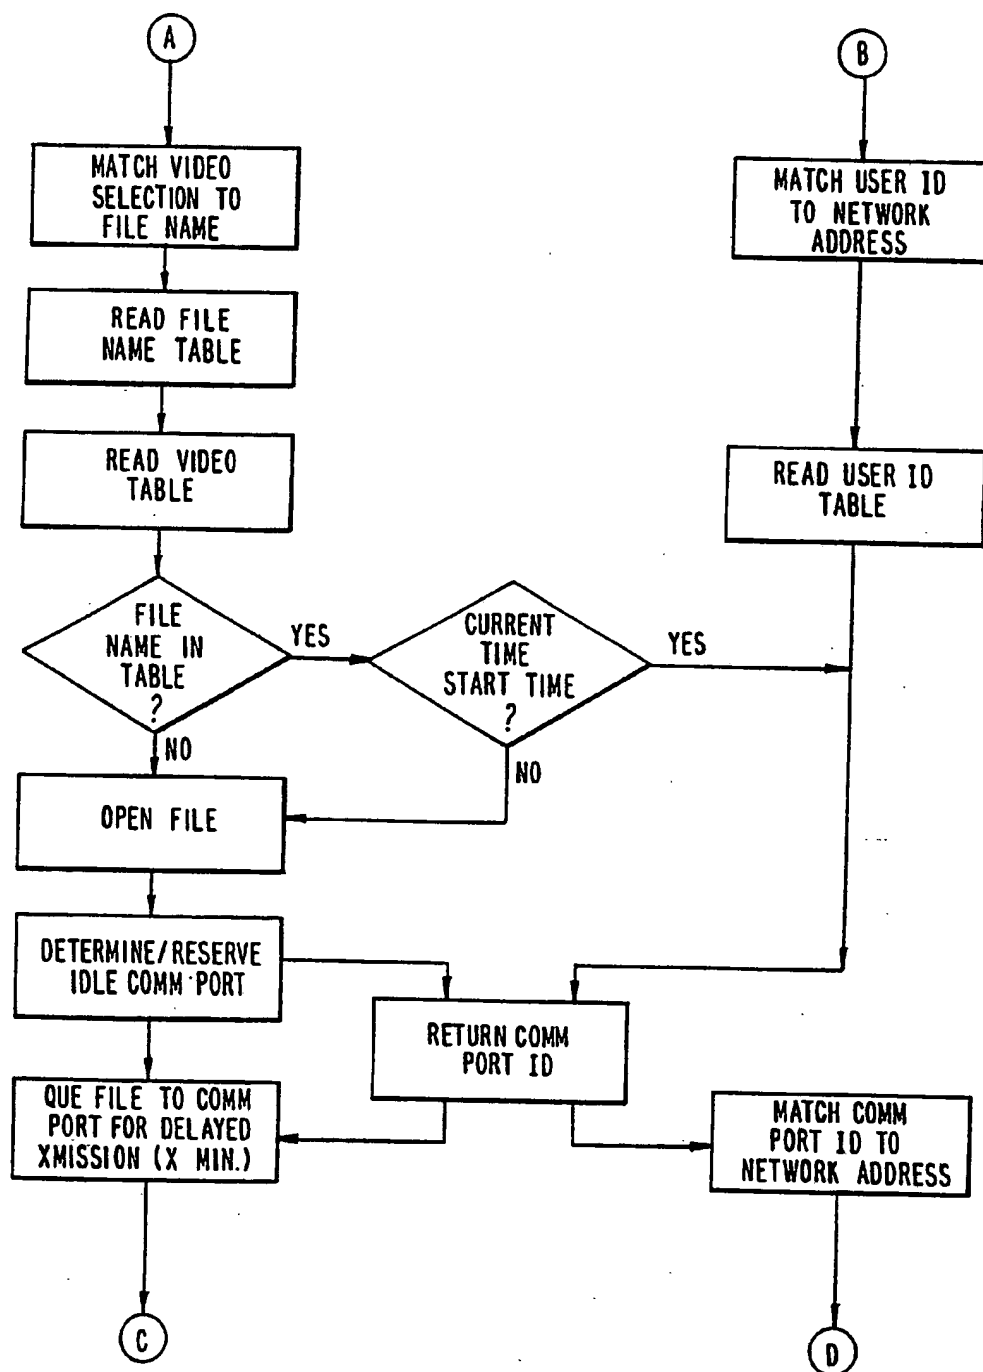 A
B
MATCH VIDEO
SELECTION TO
FILE NAME
MATCH USER ID
TO NETWORK
ADDRESS
READ FILE
NAME TABLE
READ VIDEO
TABLE
READ USER ID
TABLE
FILE
NAME IN
TABLE
?
YES
CURRENT
TIME
START TIME
?
YES
NO
NO
OPEN FILE
DETERMINE/RESERVE
IDLE COMM PORT
RETURN COMM
PORT ID
QUE FILE TO COMM
PORT FOR DELAYED
XMISSION (X MIN.)
MATCH COMM
PORT ID TO
NETWORK ADDRESS
C
D